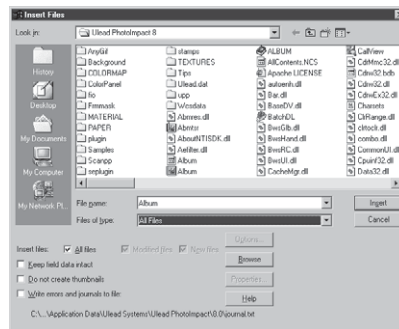 Insert Files
Look in: Ulead PhotoImpact 8
History
Desktop
My Documents
My Computer
My Network Pl...
AnyGif
Background
COLORMAP
ColorPanel
fio
Frmmask
MATERIAL
PAPER
plugin
Samples
Scanpp
seplugin
stamps
TEXTURES
Tips
Ulead.dat
upp
Wcsdata
Abmres.dll
Abmtsr
AboutNTISDK.dll
Aefilter.dll
Album
Album
ALBUM
AllContents.NCS
Apache LICENSE
autoenh.dll
Bar.dll
BaseDV.dll
BatchDL
BwsGlb.dll
BwsHand.dll
BwsRC.dll
BwsUI.dll
CacheMgr.dll
CallView
CdrMmc32.dll
Cdrw32.bdb
Cdrw32.dll
CdrwEx32.dll
Charsets
ClrRange.dll
clrtock.dll
combo.dll
CommonUI.dll
Cpuinf32.dll
Data32.dll
File name: Album Insert
Files of type: All Files Cancel
Insert files: All files Modified files New files Options...
Keep field data intact Browse
Do not create thumbnails Properties...
Write errors and journals to file: Help
C:\...\Application Data\Ulead Systems\Ulead PhotoImpact\8.0\journal.txt